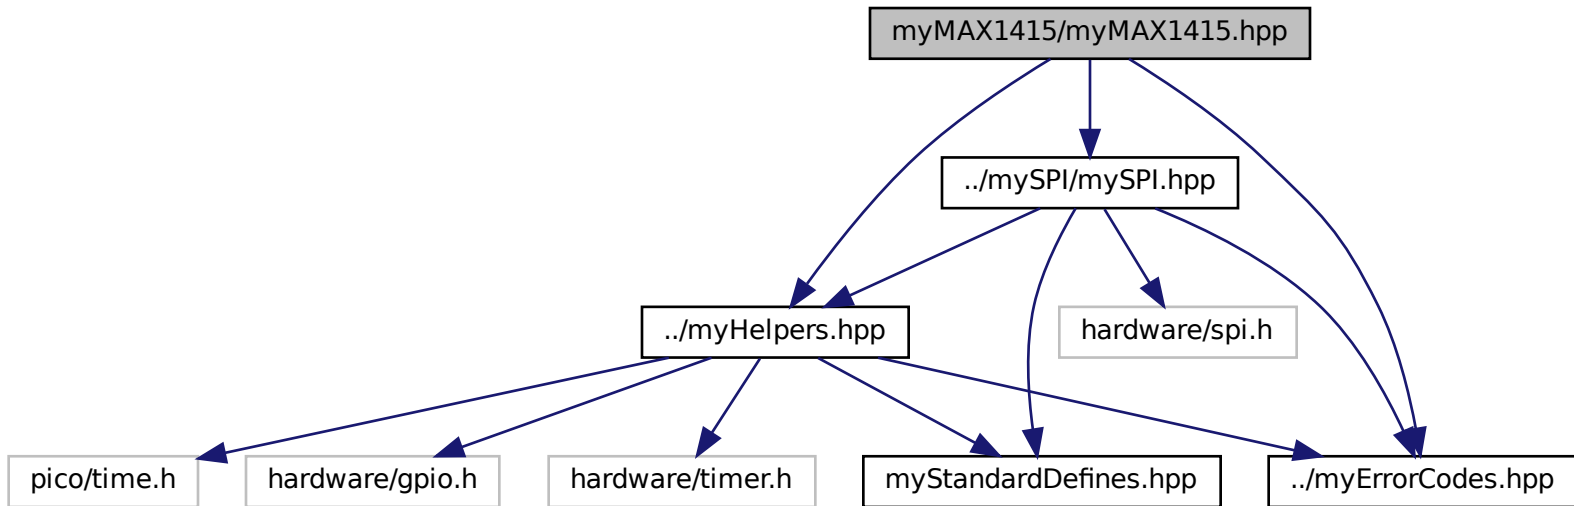 myMAX1415/myMAX1415.hpp
../mySPI/mySPI.hpp
../myHelpers.hpp
hardware/spi.h
pico/time.h
hardware/gpio.h
hardware/timer.h
myStandardDefines.hpp
../myErrorCodes.hpp